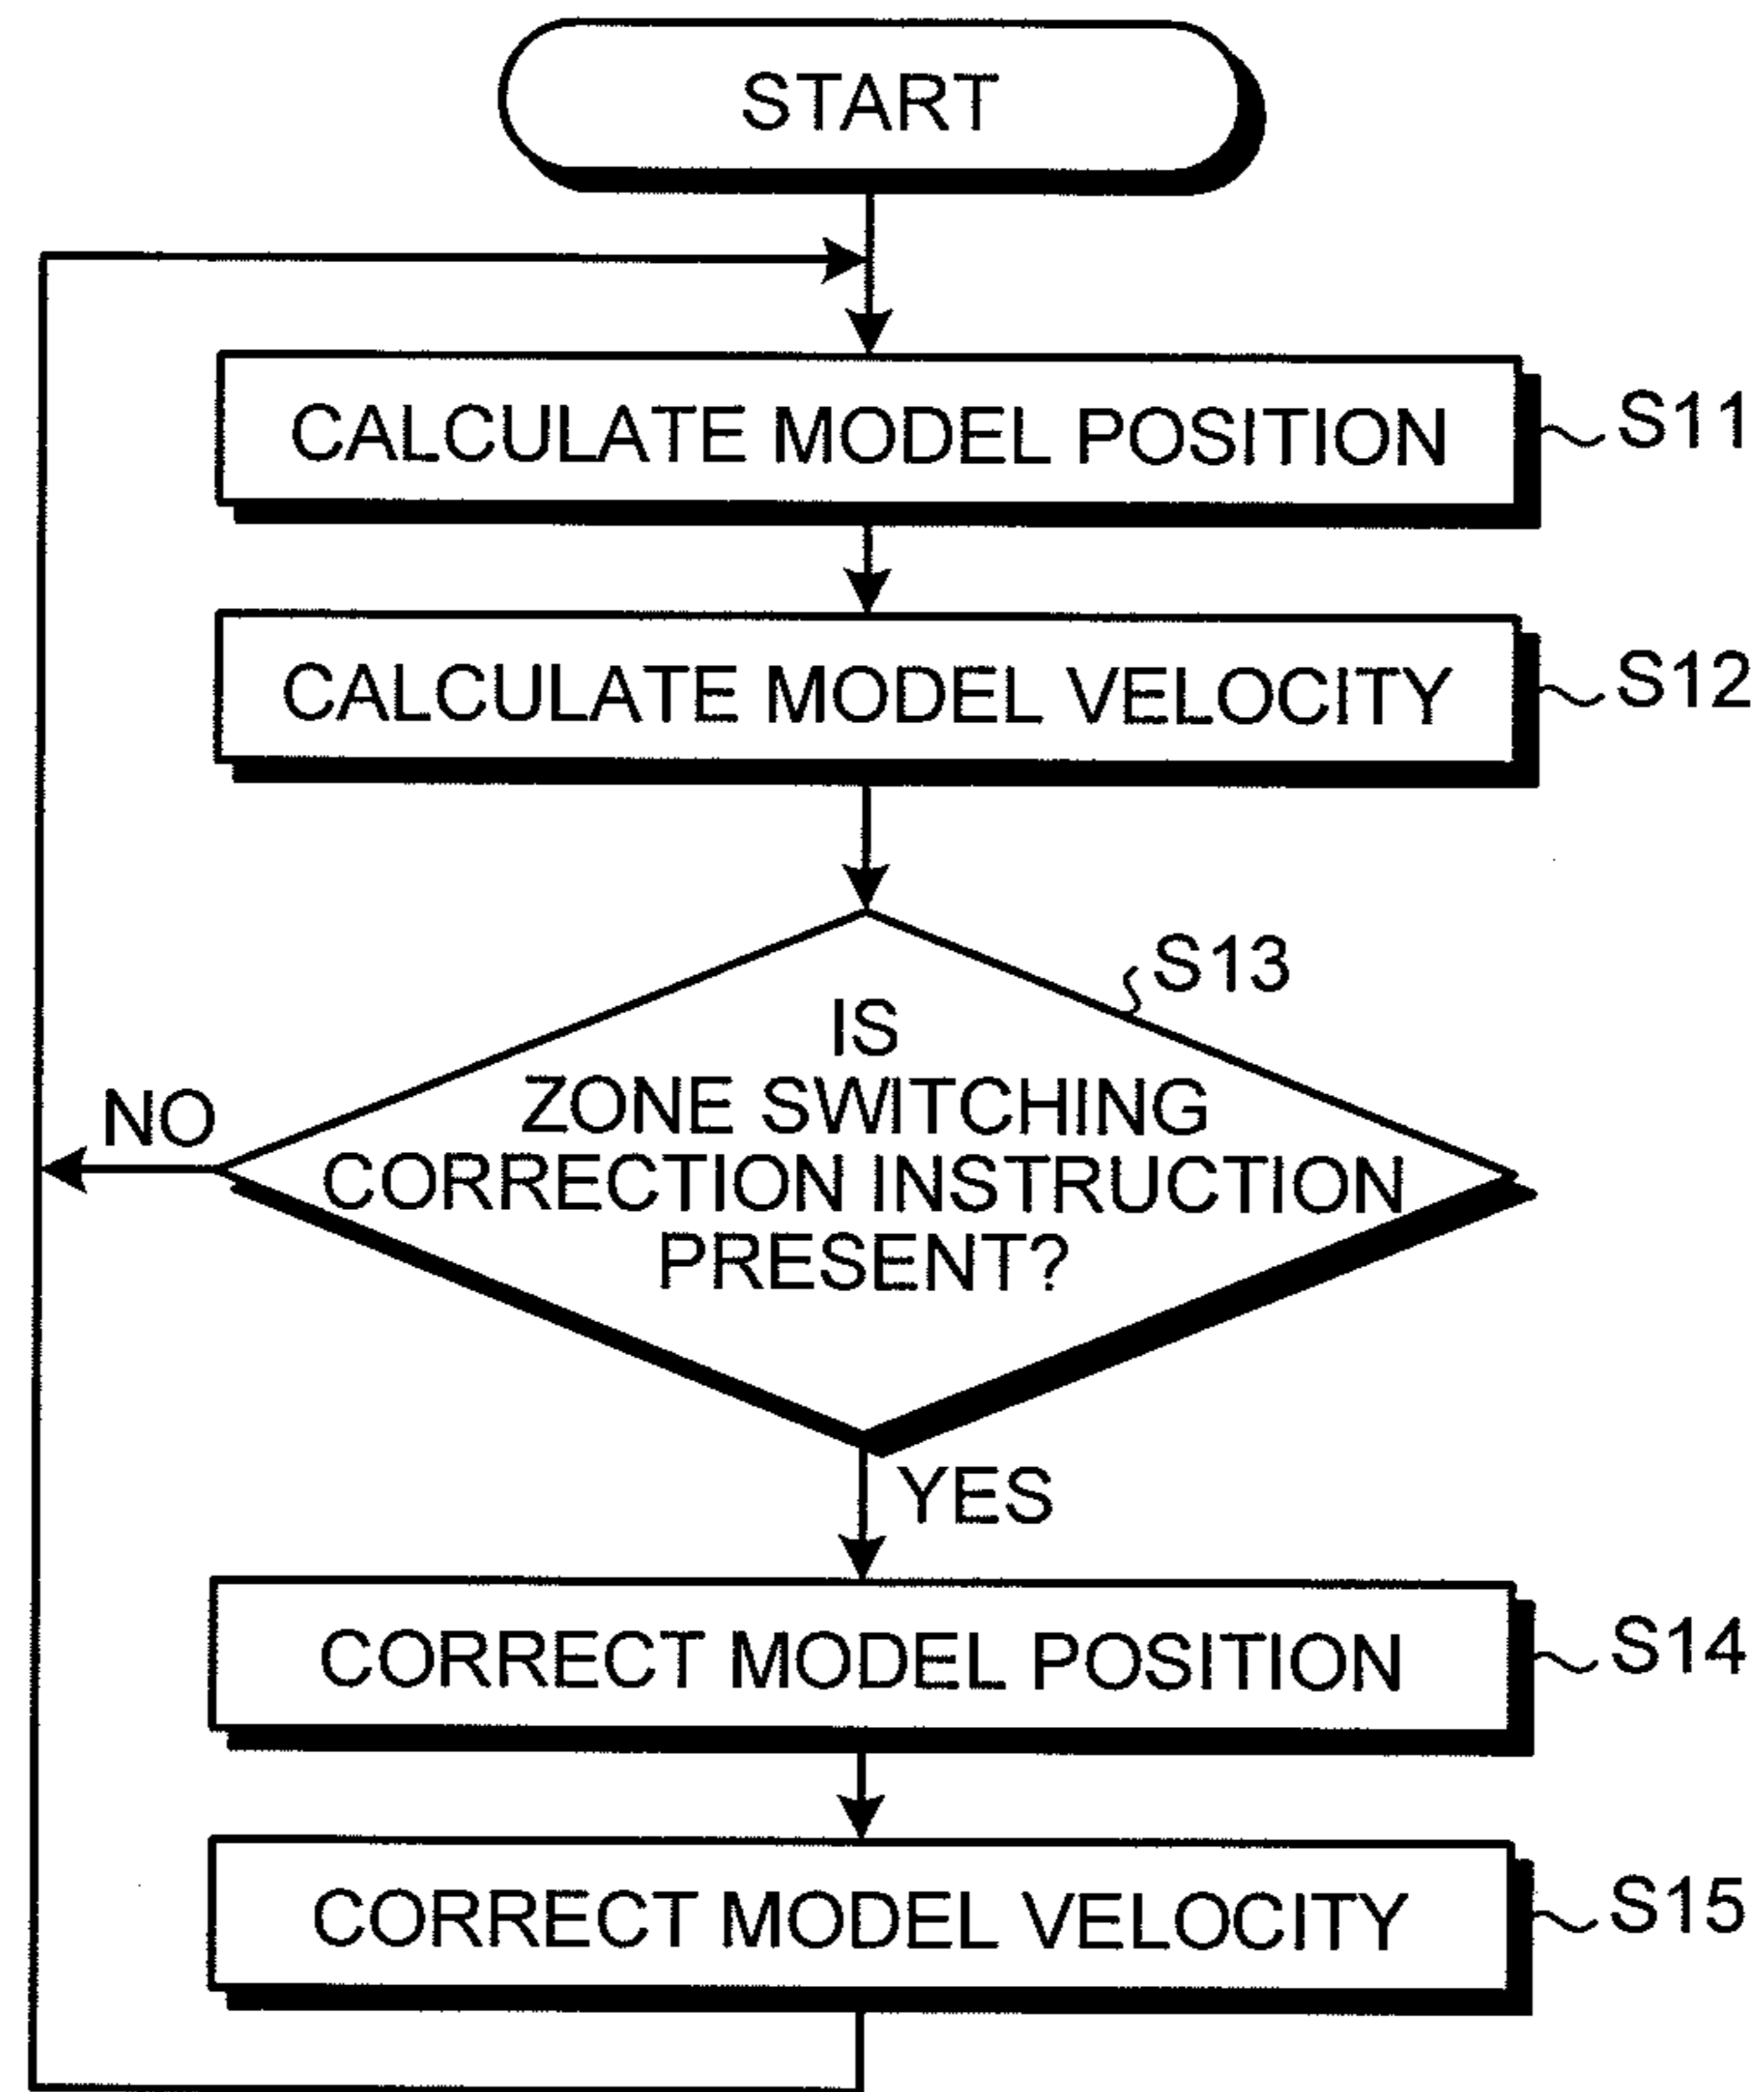 START
CALCULATE MODEL POSITION
S11
CALCULATE MODEL VELOCITY
S12
S13
IS
ZONE SWITCHING
CORRECTION INSTRUCTION
PRESENT?
NO
YES
CORRECT MODEL POSITION
S14
CORRECT MODEL VELOCITY
S15